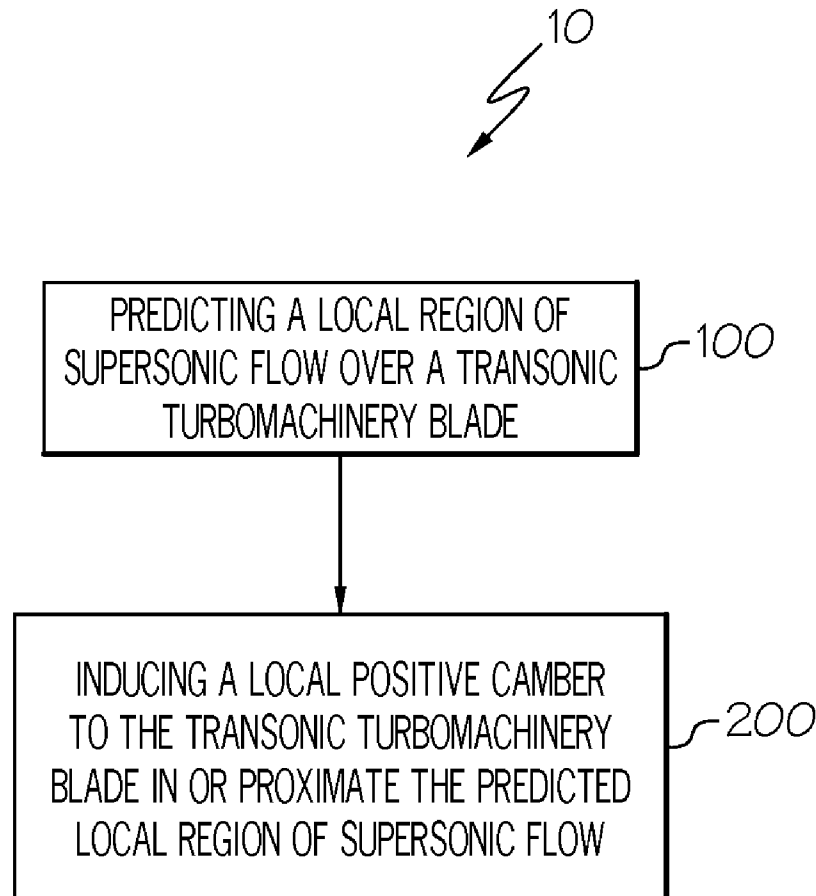 10
PREDICTING A LOCAL REGION OF
SUPERSONIC FLOW OVER A TRANSONIC
TURBOMACHINERY BLADE
100
INDUCING A LOCAL POSITIVE CAMBER
TO THE TRANSONIC TURBOMACHINERY
BLADE IN OR PROXIMATE THE PREDICTED
LOCAL REGION OF SUPERSONIC FLOW
200